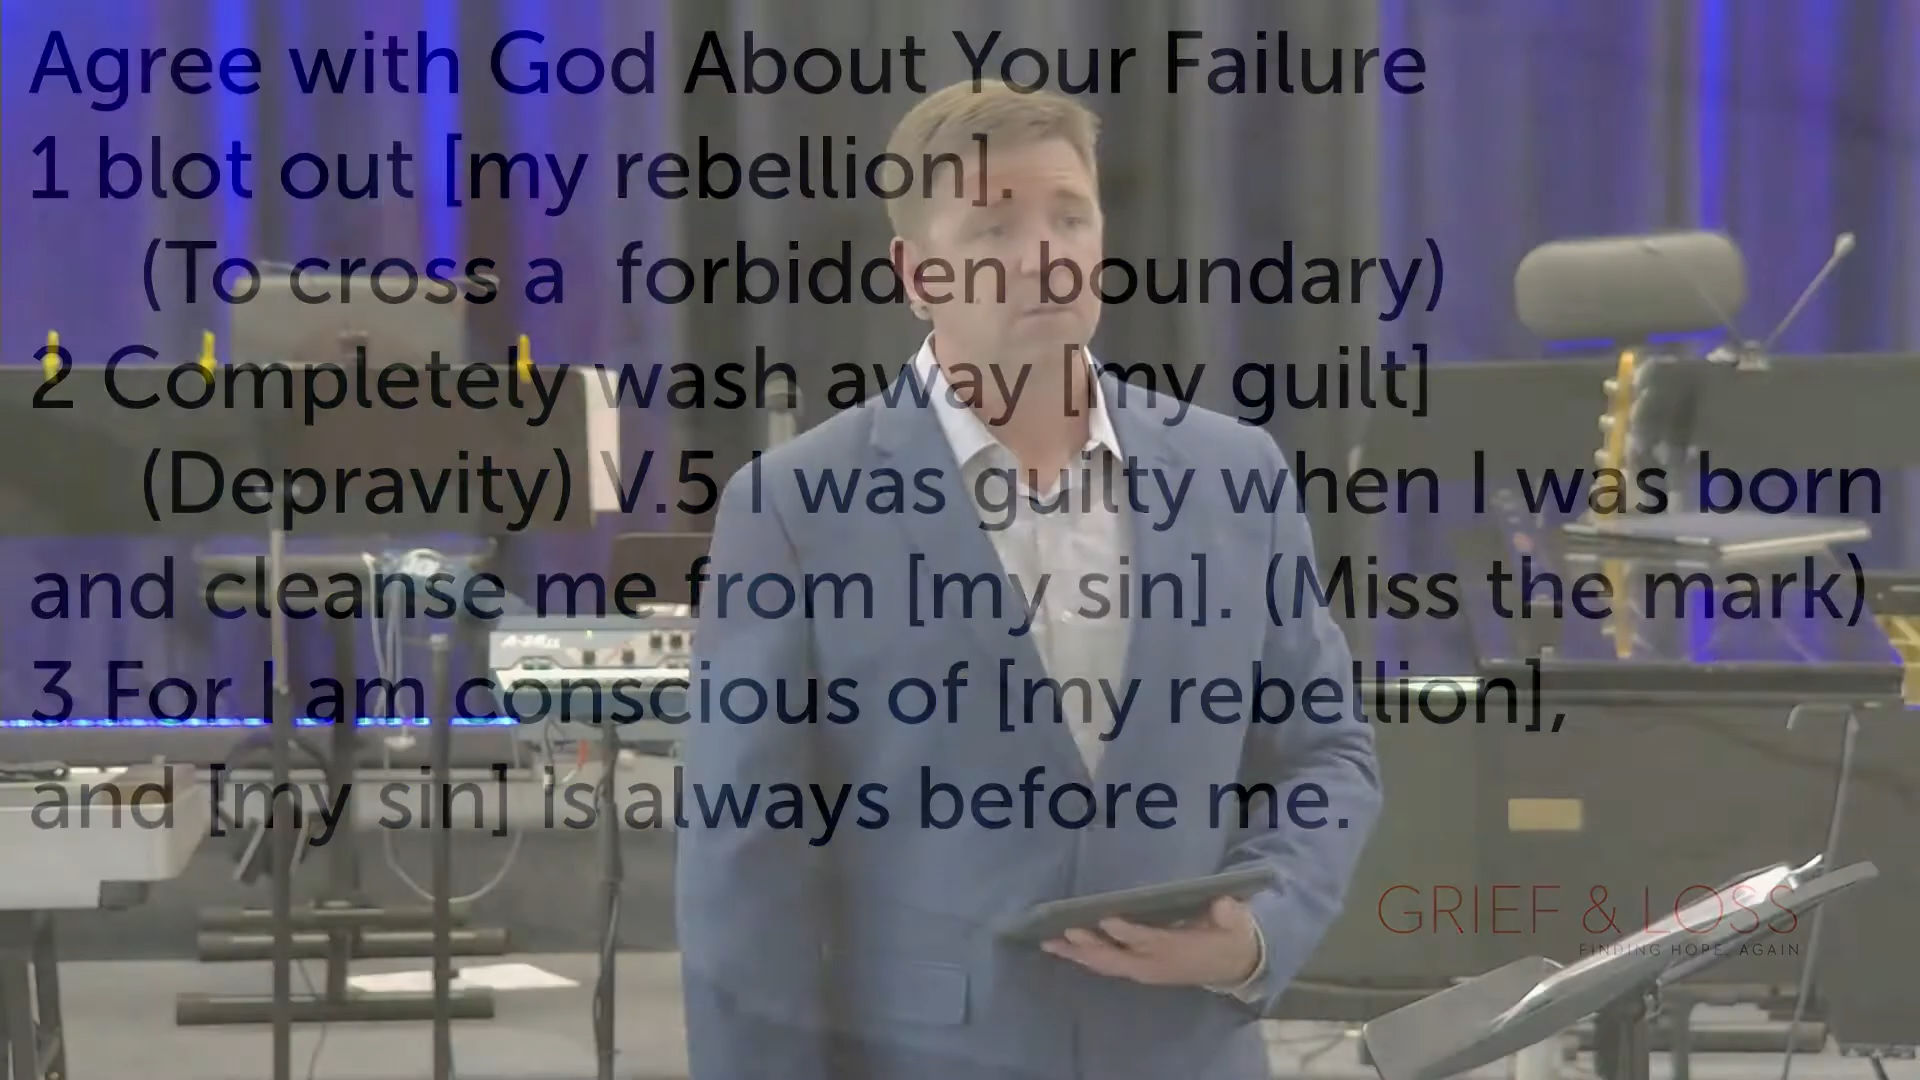 Agree with God About Your Failure
1 blot out [my rebellion].
(To cross a  forbidden boundary)
2 Completely wash away [my guilt]
(Depravity) V.5 I was guilty when I was born
and cleanse me from [my sin]. (Miss the mark)
3 For I am conscious of [my rebellion],
and [my sin] is always before me.
GRIEF & LOSS
FINDING HOPE, AGAIN